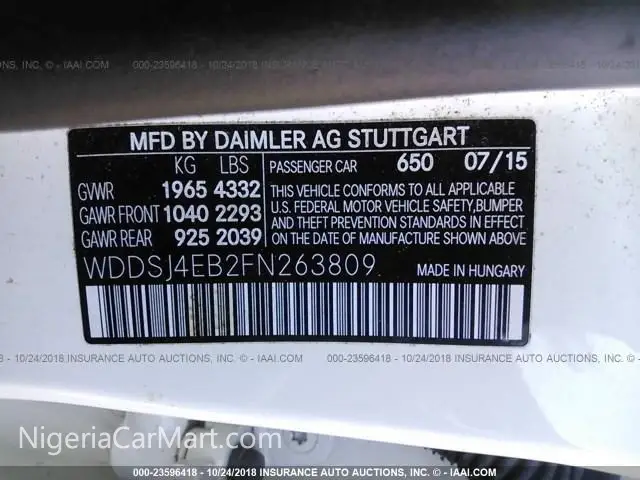 000-23596418 - 10/24/2018 INSURANCE AUTO AUCTIONS, INC. - IAAI.COM
MFD BY DAIMLER AG STUTTGART
KG LBS PASSENGER CAR 650 07/15
GVWR 1965 4332 THIS VEHICLE CONFORMS TO ALL APPLICABLE
GAWR FRONT 1040 2293 U.S. FEDERAL MOTOR VEHICLE SAFETY, BUMPER
GAWR REAR 925 2039 AND THEFT PREVENTION STANDARDS IN EFFECT
ON THE DATE OF MANUFACTURE SHOWN ABOVE
WDDSJ4EB2FN263809 MADE IN HUNGARY
000-23596418 - 10/24/2018 INSURANCE AUTO AUCTIONS, INC. - IAAI.COM
NigeriaCarMart.com
000-23596418 - 10/24/2018 INSURANCE AUTO AUCTIONS, INC. - IAAI.COM